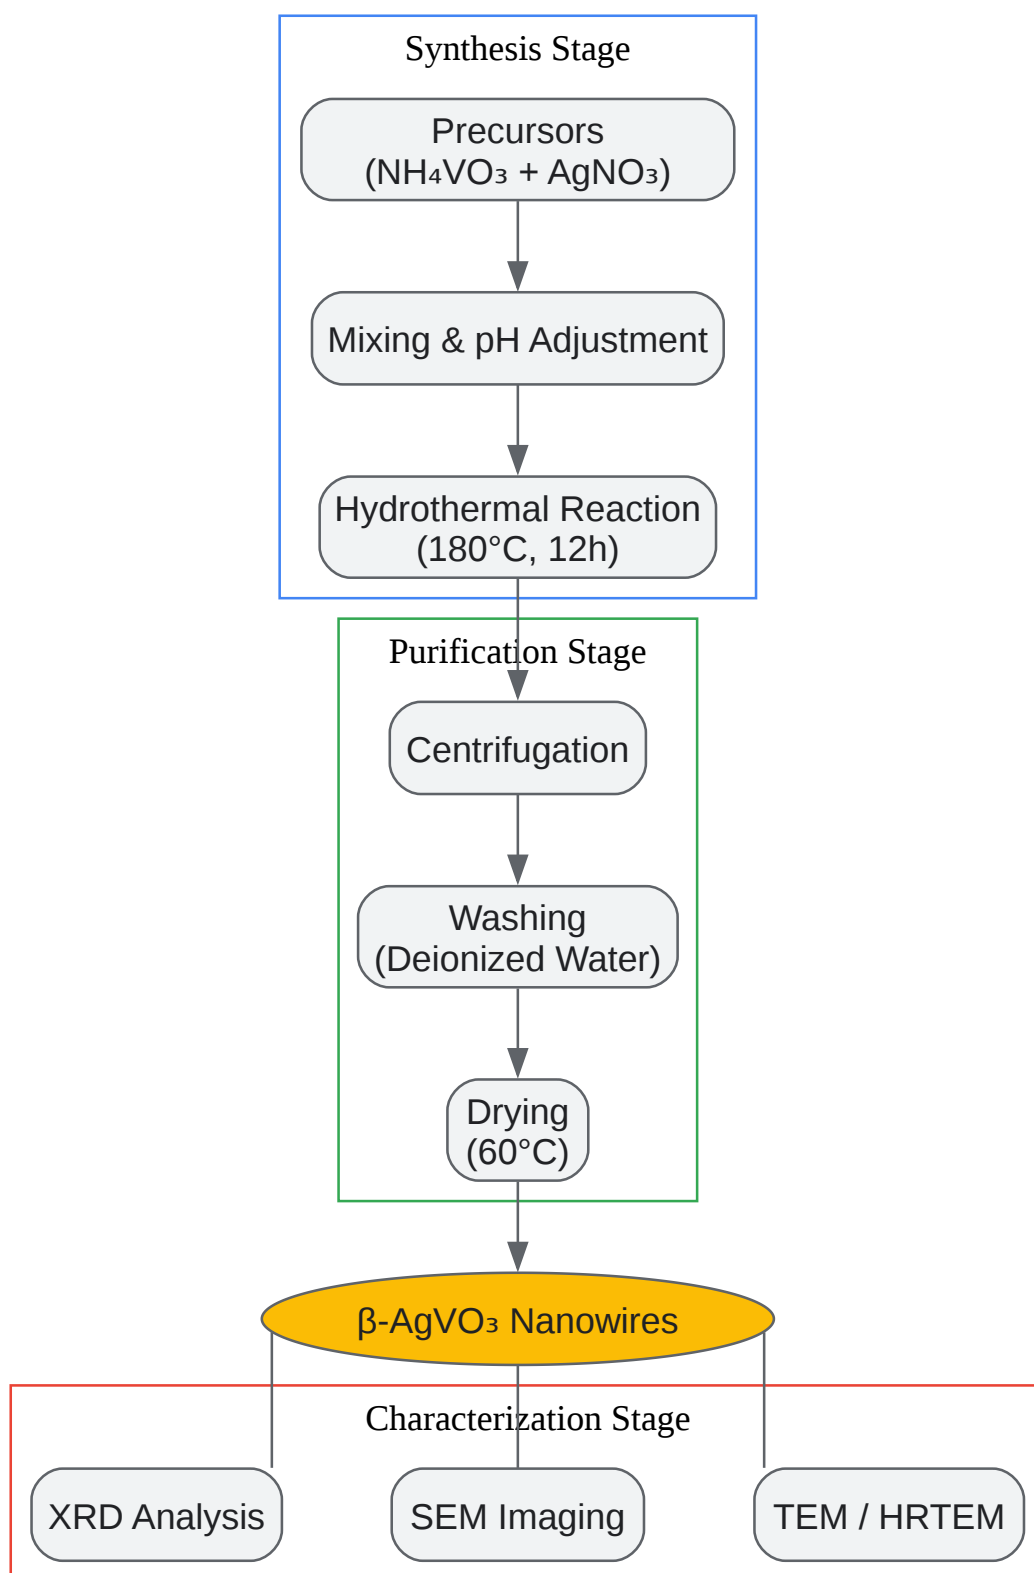 Synthesis Stage
Precursors
(NH₄VO₃ + AgNO₃)
Mixing & pH Adjustment
Hydrothermal Reaction
(180°C, 12h)
Purification Stage
Centrifugation
Washing
(Deionized Water)
Drying
(60°C)
β-AgVO₃ Nanowires
Characterization Stage
XRD Analysis
SEM Imaging
TEM / HRTEM